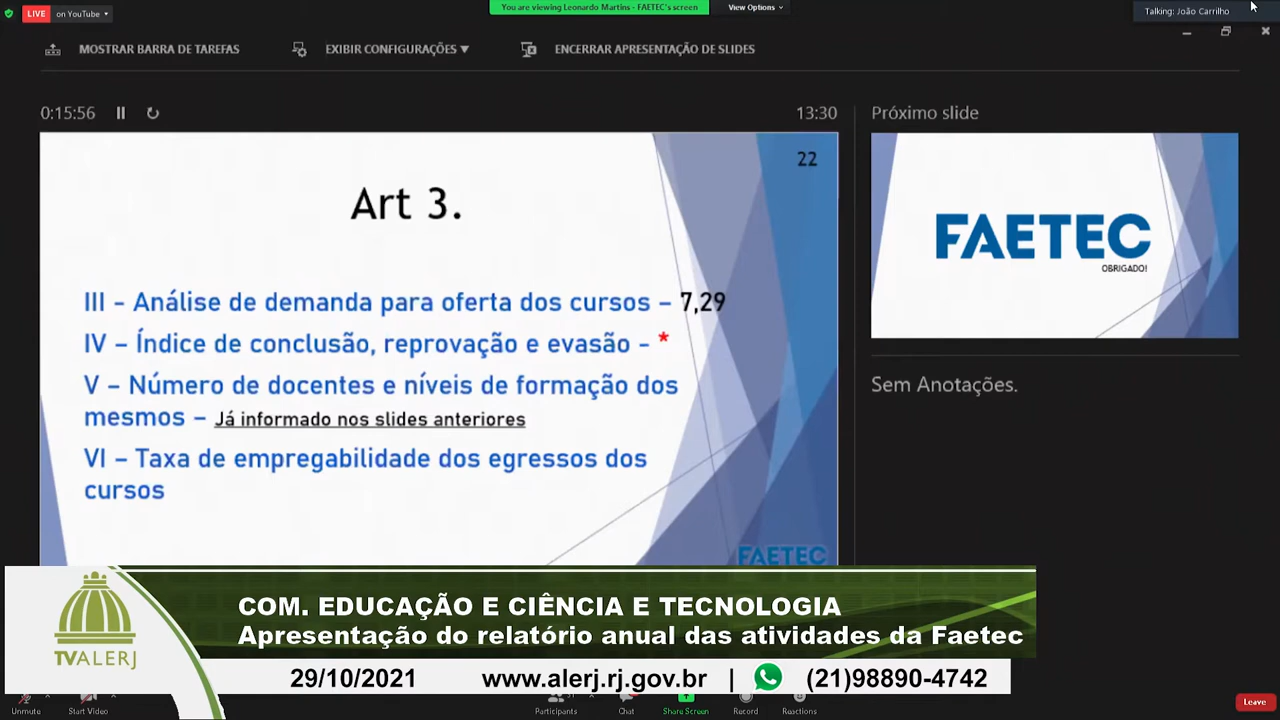 LIVE on YouTube
You are viewing Leonardo Martins - FAETEC's screen
View Options
Talking: João Carrilho
MOSTRAR BARRA DE TAREFAS
EXIBIR CONFIGURAÇÕES
ENCERRAR APRESENTAÇÃO DE SLIDES
0:15:56
13:30
Próximo slide
22
Art 3.
III – Análise de demanda para oferta dos cursos – 7,29
IV – Índice de conclusão, reprovação e evasão - *
V – Número de docentes e níveis de formação dos
mesmos – Já informado nos slides anteriores
VI – Taxa de empregabilidade dos egressos dos
cursos
FAETEC
FAETEC
OBRIGADO!
Sem Anotações.
TVALERJ
COM. EDUCAÇÃO E CIÊNCIA E TECNOLOGIA
Apresentação do relatório anual das atividades da Faetec
29/10/2021 www.alerj.rj.gov.br | (21)98890-4742
Unmute
Start Video
Participants
Chat
Share Screen
Record
Reactions
Leave